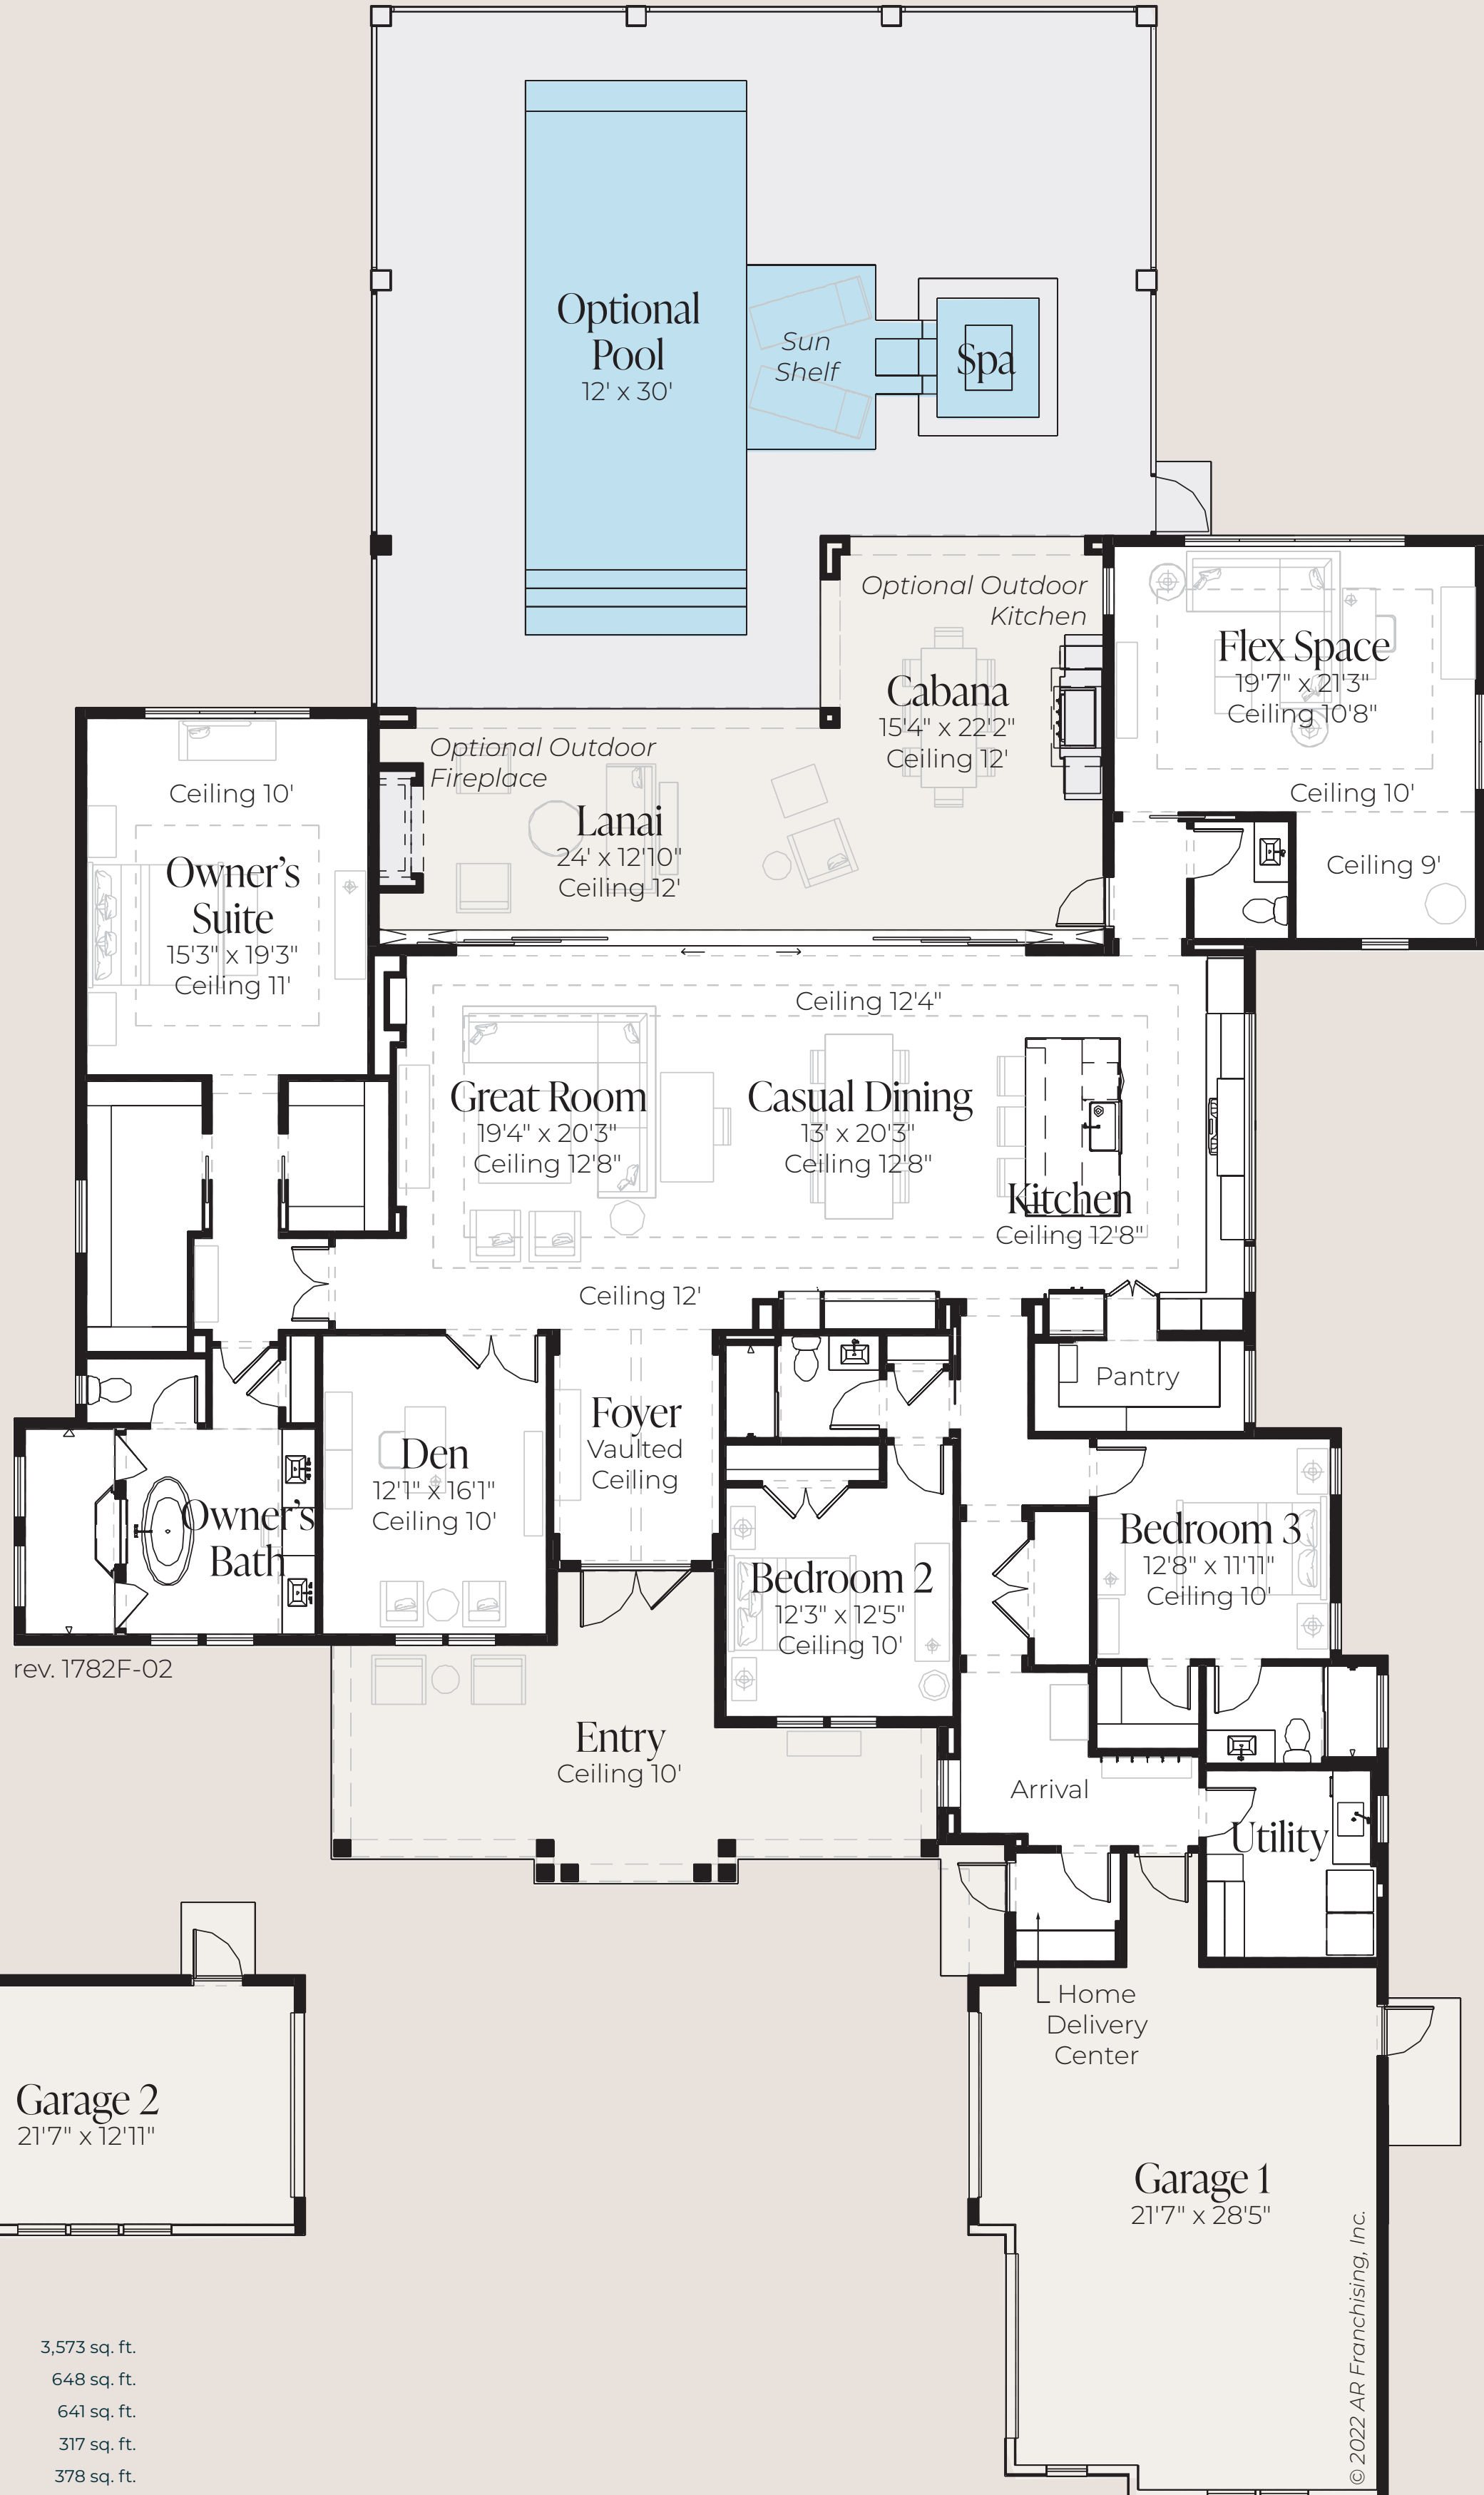 Optional
Pool
12' x 30'
Sun
Shelf
Spa
Optional Outdoor
Kitchen
Cabana
15'4" x 22'2"
Ceiling 12'
Flex Space
19'7" x 21'3"
Ceiling 10'8"
Ceiling 10'
Ceiling 9'
Optional Outdoor
Fireplace
Lanai
24' x 12'10"
Ceiling 12'
Ceiling 10'
Owner's
Suite
15'3" x 19'3"
Ceiling 11'
Ceiling 12'4"
Great Room
19'4" x 20'3"
Ceiling 12'8"
Casual Dining
13' x 20'3"
Ceiling 12'8"
Kitchen
Ceiling 12'8"
Ceiling 12'
Pantry
Foyer
Vaulted
Ceiling
Den
12'1" x 16'1"
Ceiling 10'
Owner's
Bath
Bedroom 2
12'3" x 12'5"
Ceiling 10'
Bedroom 3
12'8" x 11'11"
Ceiling 10'
rev. 1782F-02
Entry
Ceiling 10'
Arrival
Utility
Home
Delivery
Center
Garage 2
21'7" x 12'11"
Garage 1
21'7" x 28'5"
© 2022 AR Franchising, Inc.
3,573 sq. ft.
648 sq. ft.
641 sq. ft.
317 sq. ft.
378 sq. ft.